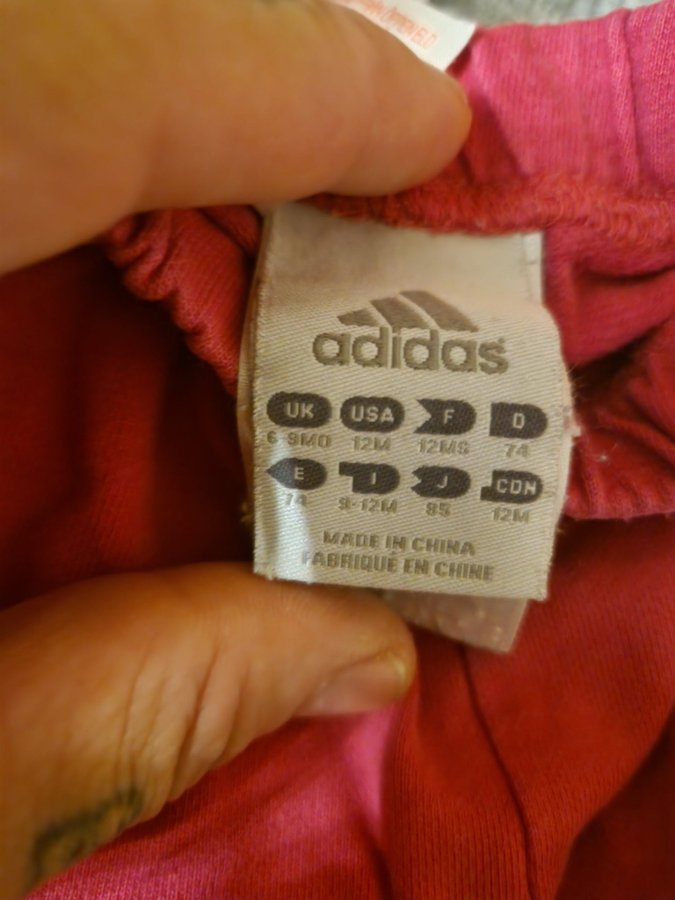 adidas
UK USA F D
6-9MO 12M 12MS 74
E I J CDN
74 9-12M 85 12M
MADE IN CHINA
FABRIQUÉ EN CHINE